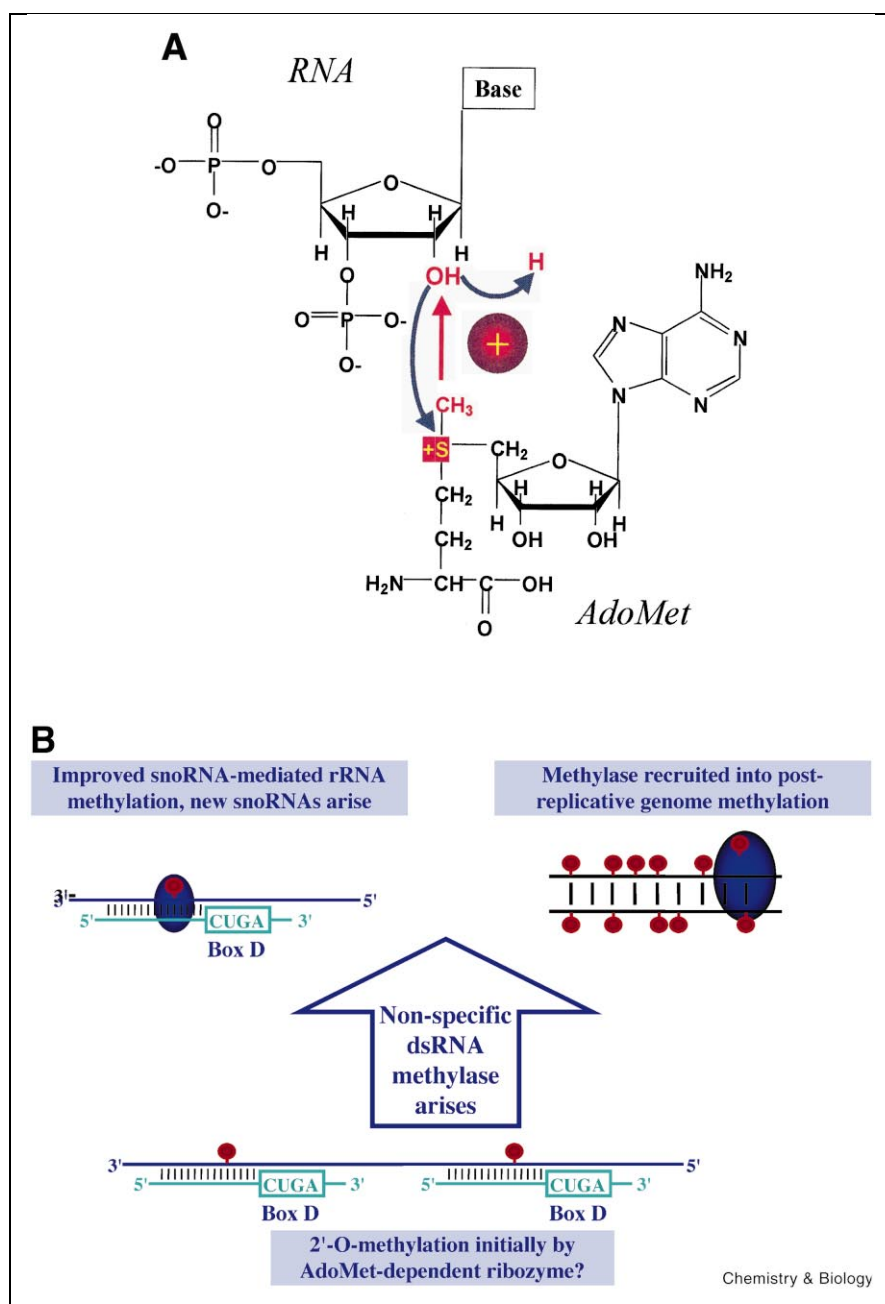 A
RNA
Base
O
-O P O
O-
O
H H
H H
O OH H
O P O-
O-
+
NH2
N N
N N
CH3
+S CH2
O
CH2
H H
H H
CH2
OH OH
H2N CH C OH
O
AdoMet
B
Improved snoRNA-mediated rRNA
methylation, new snoRNAs arise
Methylase recruited into post-
replicative genome methylation
3'-
5'
5' CUGA 3'
Box D
Non-specific
dsRNA
methylase
arises
3' 5'
5' CUGA 3' 5' CUGA 3'
Box D Box D
2'-O-methylation initially by
AdoMet-dependent ribozyme?
Chemistry & Biology